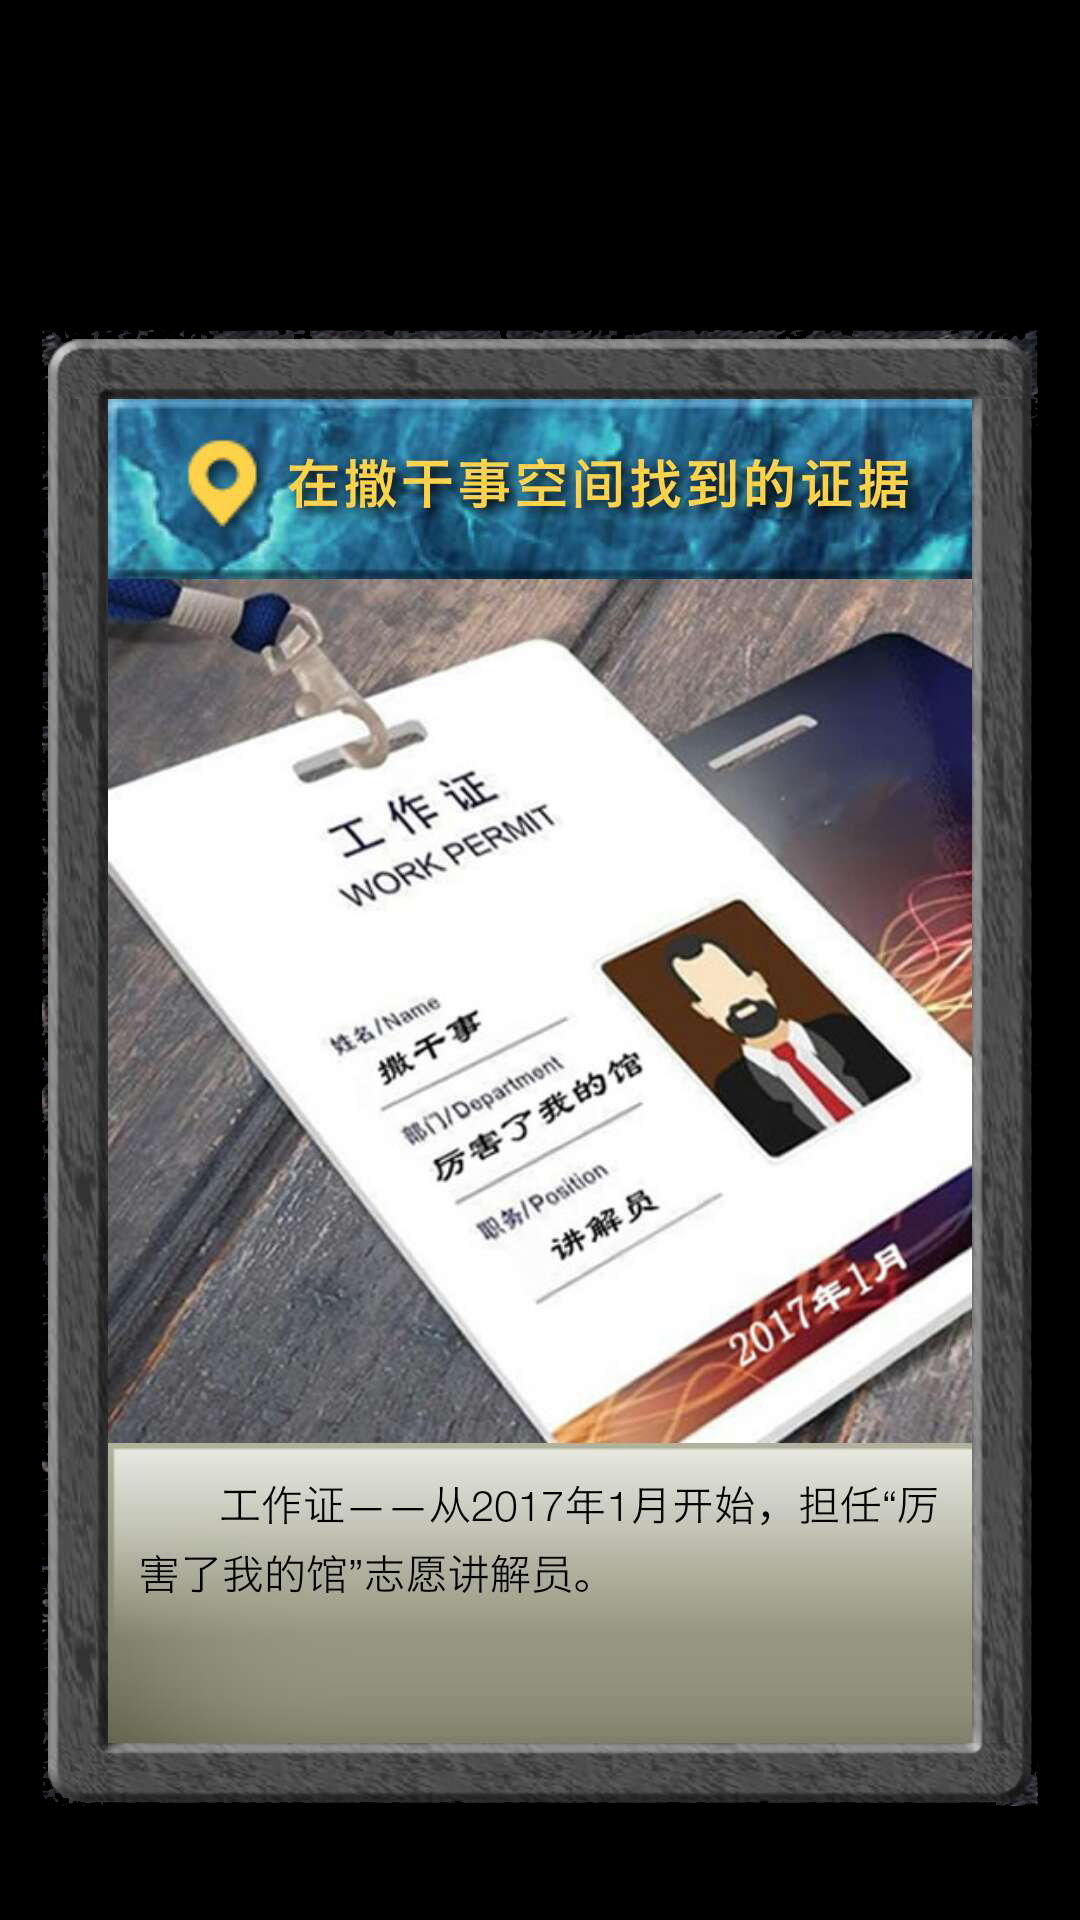 在撒干事空间找到的证据
工作证
WORK PERMIT
姓名/Name
撒干事
部门/Department
厉害了我的馆
职务/Position
讲解员
2017年1月
工作证——从2017年1月开始，担任“厉
害了我的馆”志愿讲解员。